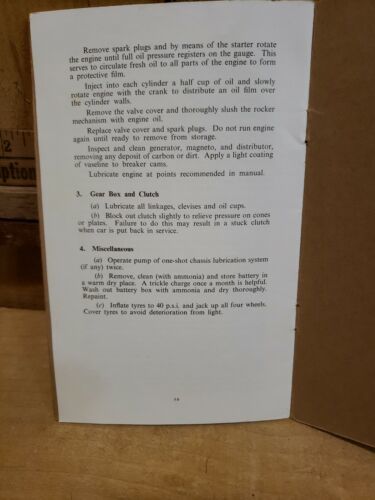 Remove spark plugs and by means of the starter rotate
the engine until full oil pressure registers on the gauge. This
serves to circulate fresh oil to all parts of the engine to form
a protective film.
Inject into each cylinder a half cup of oil and slowly
rotate engine with the crank to distribute an oil film over
the cylinder walls.
Remove the valve cover and thoroughly slush the rocker
mechanism with engine oil.
Replace valve cover and spark plugs. Do not run engine
again until ready to remove from storage.
Inspect and clean generator, magneto, and distributor,
removing any deposit of carbon or dirt. Apply a light coating
of vaseline to breaker cams.
Lubricate engine at points recommended in manual.
3. Gear Box and Clutch
(a) Lubricate all linkages, clevises and oil cups.
(b) Block out clutch slightly to relieve pressure on cones
or plates. Failure to do this may result in a stuck clutch
when car is put back in service.
4. Miscellaneous
(a) Operate pump of one-shot chassis lubrication system
(if any) twice.
(b) Remove, clean (with ammonia) and store battery in
a warm dry place. A trickle charge once a month is helpful.
Wash out battery box with ammonia and dry thoroughly.
Repaint.
(c) Inflate tyres to 40 p.s.i. and jack up all four wheels.
Cover tyres to avoid deterioration from light.
2
ption